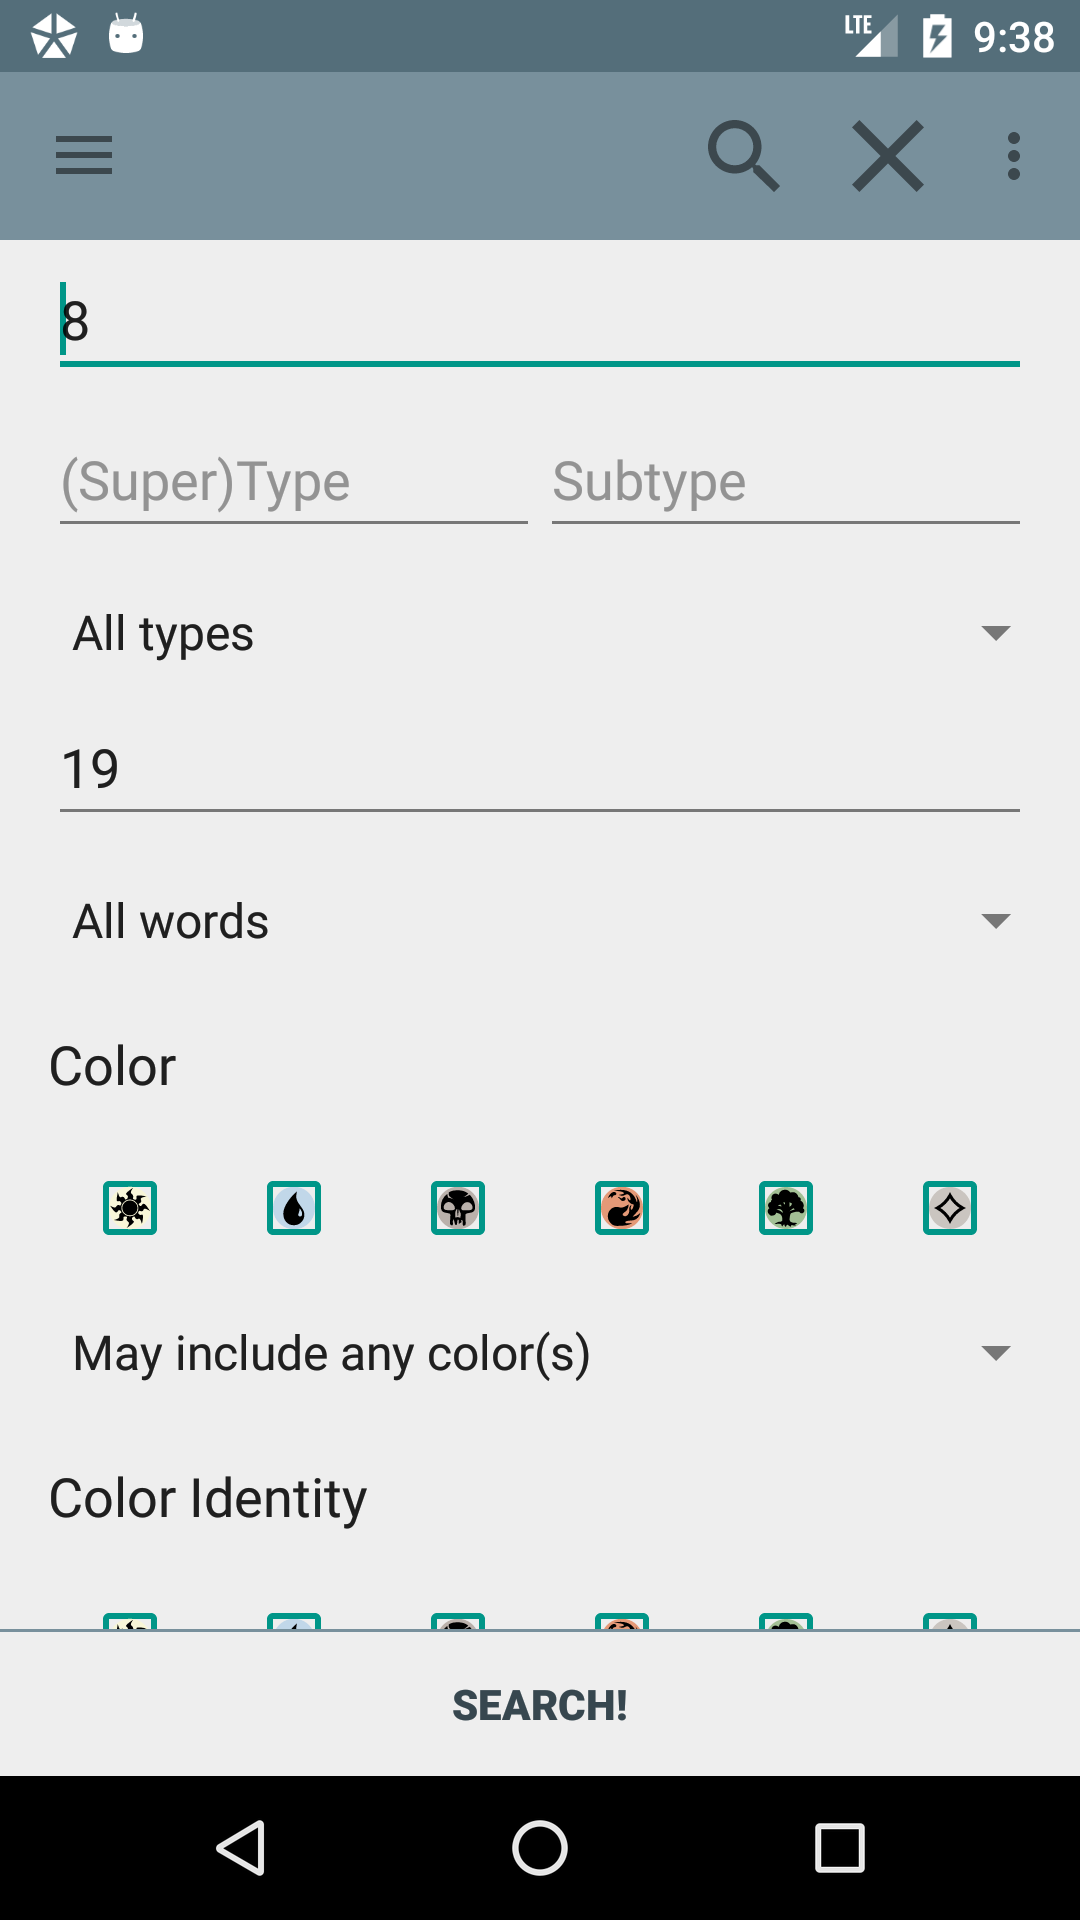 LTE 9:38
8
(Super)Type Subtype
All types
19
All words
Color
May include any color(s)
Color Identity
SEARCH!